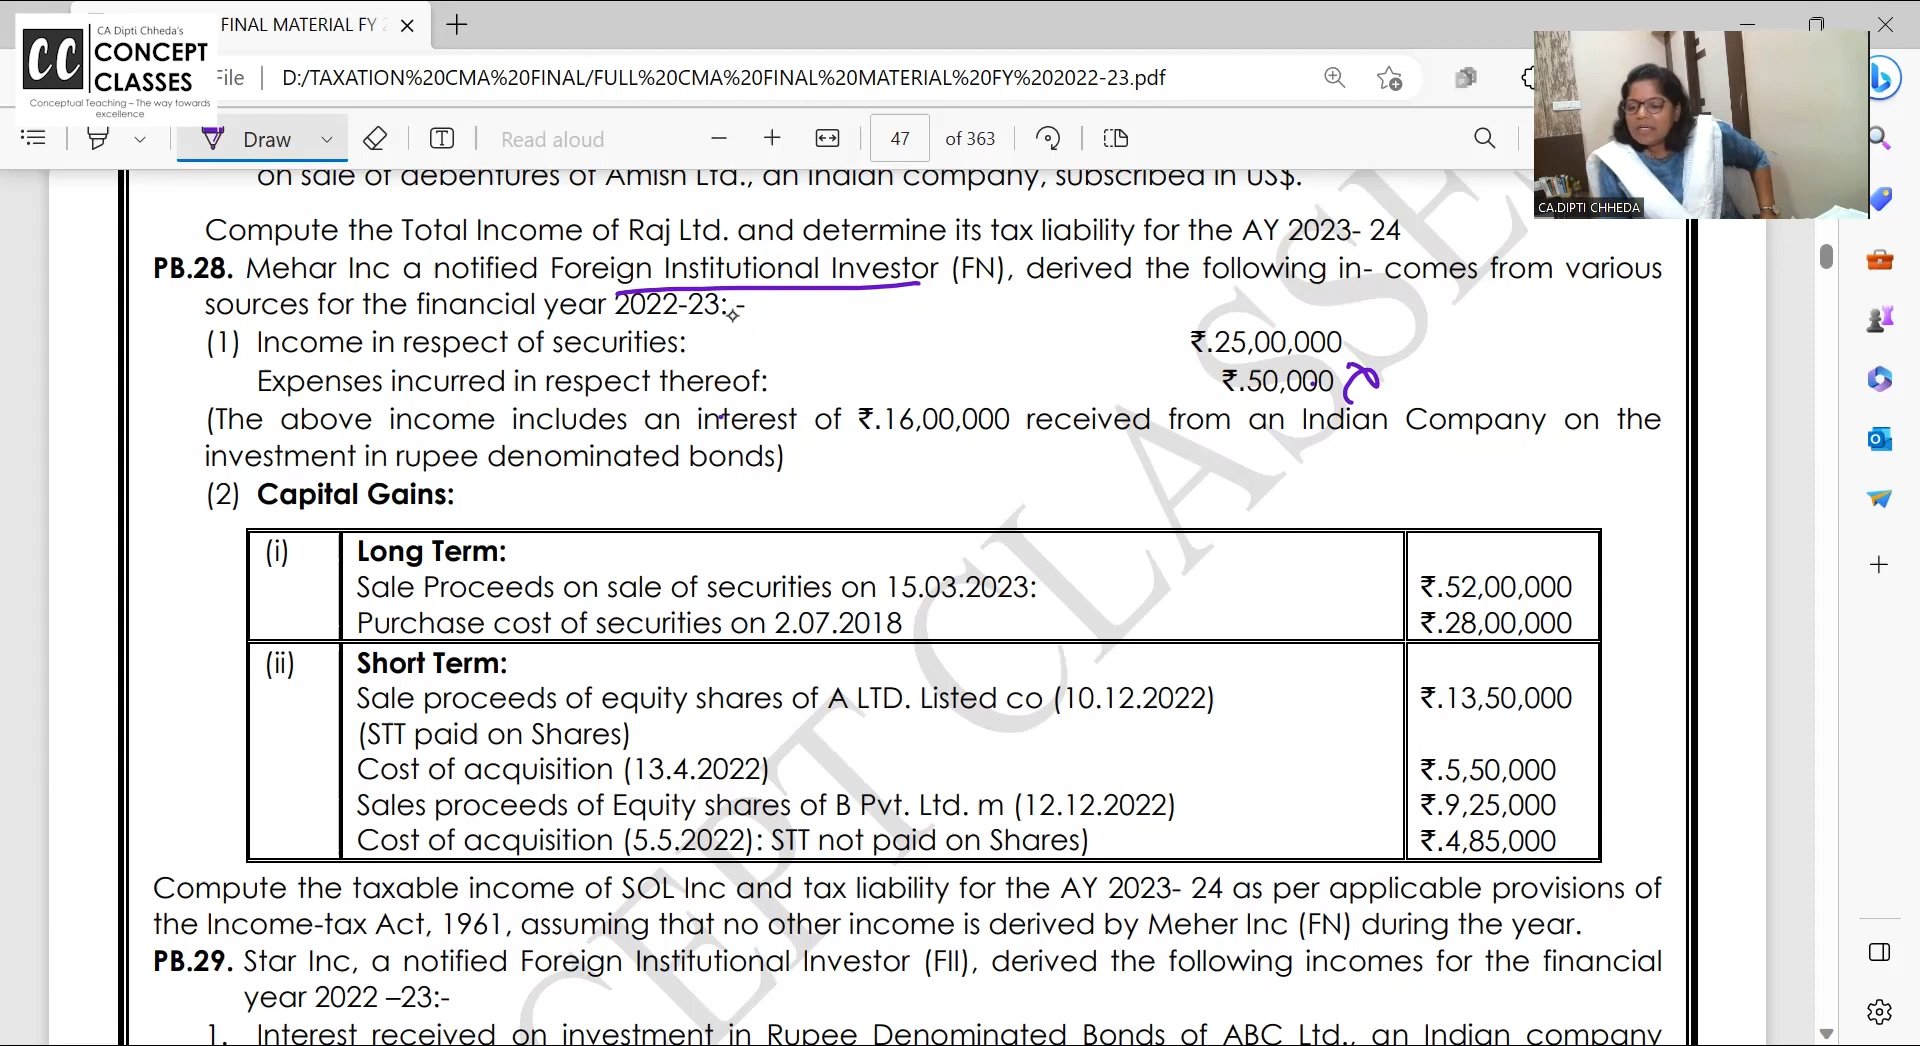 FINAL MATERIAL FY 2
CA Dipti Chheda's
CC CONCEPT
CLASSES
Conceptual Teaching – The way towards
excellence
File
D:/TAXATION%20CMA%20FINAL/FULL%20CMA%20FINAL%20MATERIAL%20FY%202022-23.pdf
Draw
Read aloud
47 of 363
CA.DIPTI CHHEDA
on sale of debentures of Amish Ltd., an Indian company, subscribed in US$.
Compute the Total Income of Raj Ltd. and determine its tax liability for the AY 2023- 24
PB.28. Mehar Inc a notified Foreign Institutional Investor (FN), derived the following in- comes from various
sources for the financial year 2022-23:-
(1) Income in respect of securities: ₹.25,00,000
Expenses incurred in respect thereof: ₹.50,000
(The above income includes an interest of ₹.16,00,000 received from an Indian Company on the
investment in rupee denominated bonds)
(2) Capital Gains:
(i) Long Term:
Sale Proceeds on sale of securities on 15.03.2023: ₹.52,00,000
Purchase cost of securities on 2.07.2018 ₹.28,00,000
(ii) Short Term:
Sale proceeds of equity shares of A LTD. Listed co (10.12.2022) ₹.13,50,000
(STT paid on Shares)
Cost of acquisition (13.4.2022) ₹.5,50,000
Sales proceeds of Equity shares of B Pvt. Ltd. m (12.12.2022) ₹.9,25,000
Cost of acquisition (5.5.2022): STT not paid on Shares) ₹.4,85,000
Compute the taxable income of SOL Inc and tax liability for the AY 2023- 24 as per applicable provisions of
the Income-tax Act, 1961, assuming that no other income is derived by Meher Inc (FN) during the year.
PB.29. Star Inc, a notified Foreign Institutional Investor (FII), derived the following incomes for the financial
year 2022 –23:-
1. Interest received on investment in Rupee Denominated Bonds of ABC Ltd., an Indian company
CEPT CLASSES